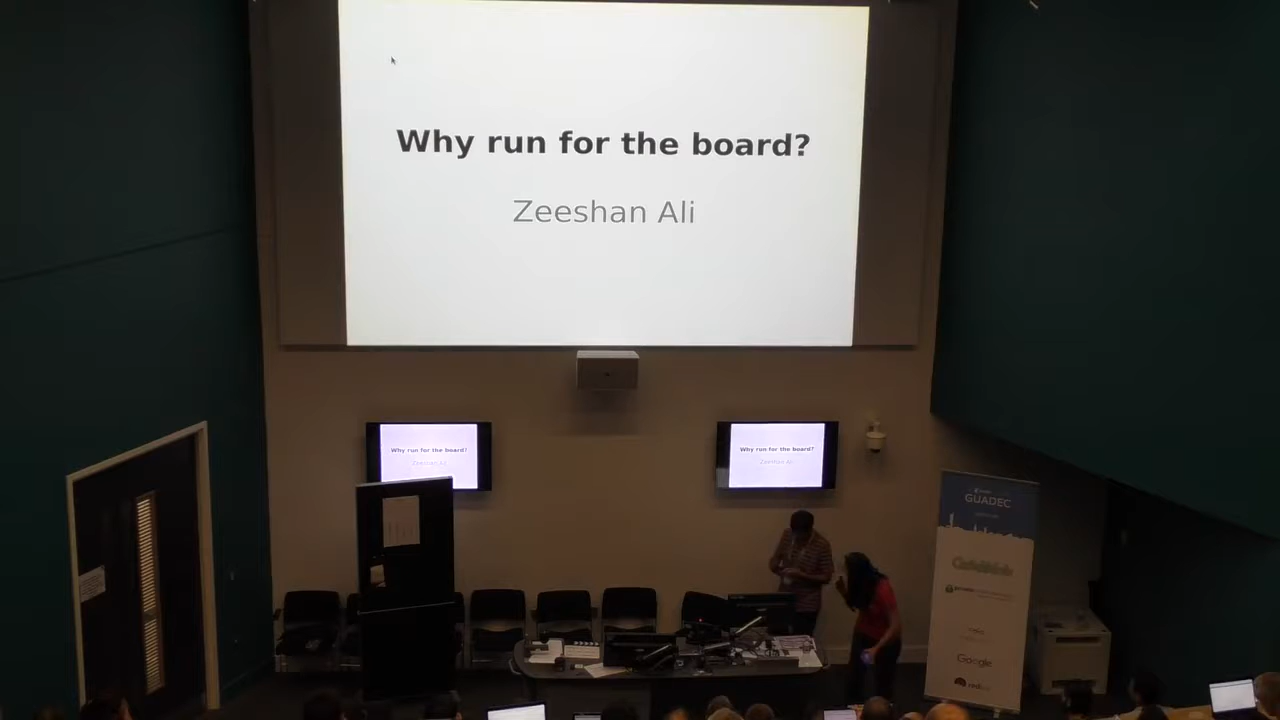 Why run for the board?
Zeeshan Ali
Why run for the board?
Zeeshan Ali
Why run for the board?
Zeeshan Ali
GUADEC
Google